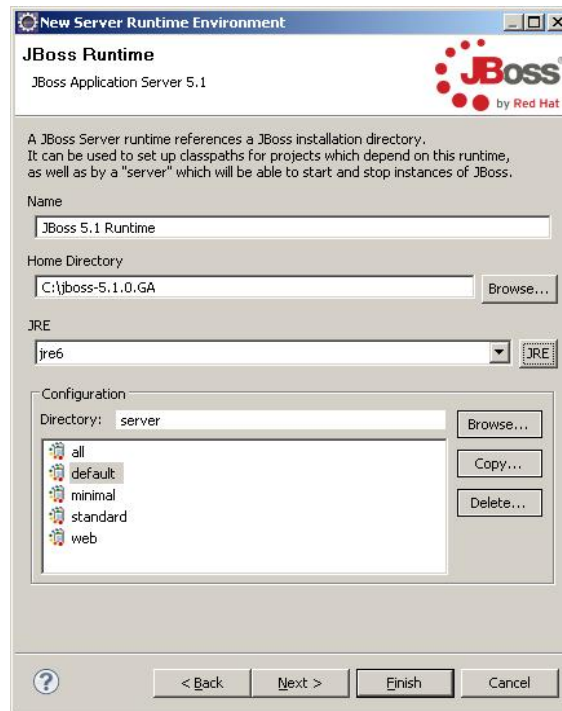 New Server Runtime Environment
JBoss Runtime
JBoss Application Server 5.1
JBoss
by Red Hat
A JBoss Server runtime references a JBoss installation directory.
It can be used to set up classpaths for projects which depend on this runtime,
as well as by a "server" which will be able to start and stop instances of JBoss.
Name
JBoss 5.1 Runtime
Home Directory
C:\jboss-5.1.0.GA
Browse...
JRE
jre6
JRE
Configuration
Directory: server
Browse...
all
default
minimal
standard
web
Copy...
Delete...
?
< Back
Next >
Finish
Cancel